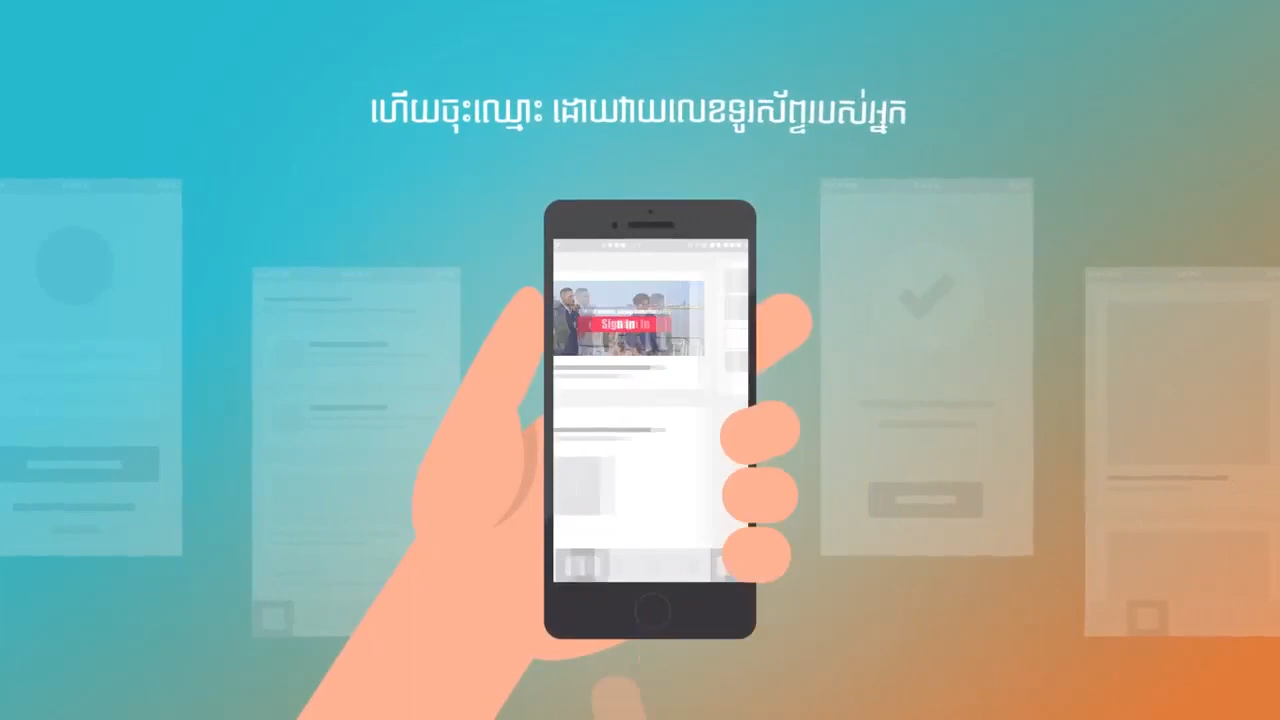 ហើយចុះឈ្មោះ ដោយវាយលេខទូរស័ព្ទរបស់អ្នក
Sign in